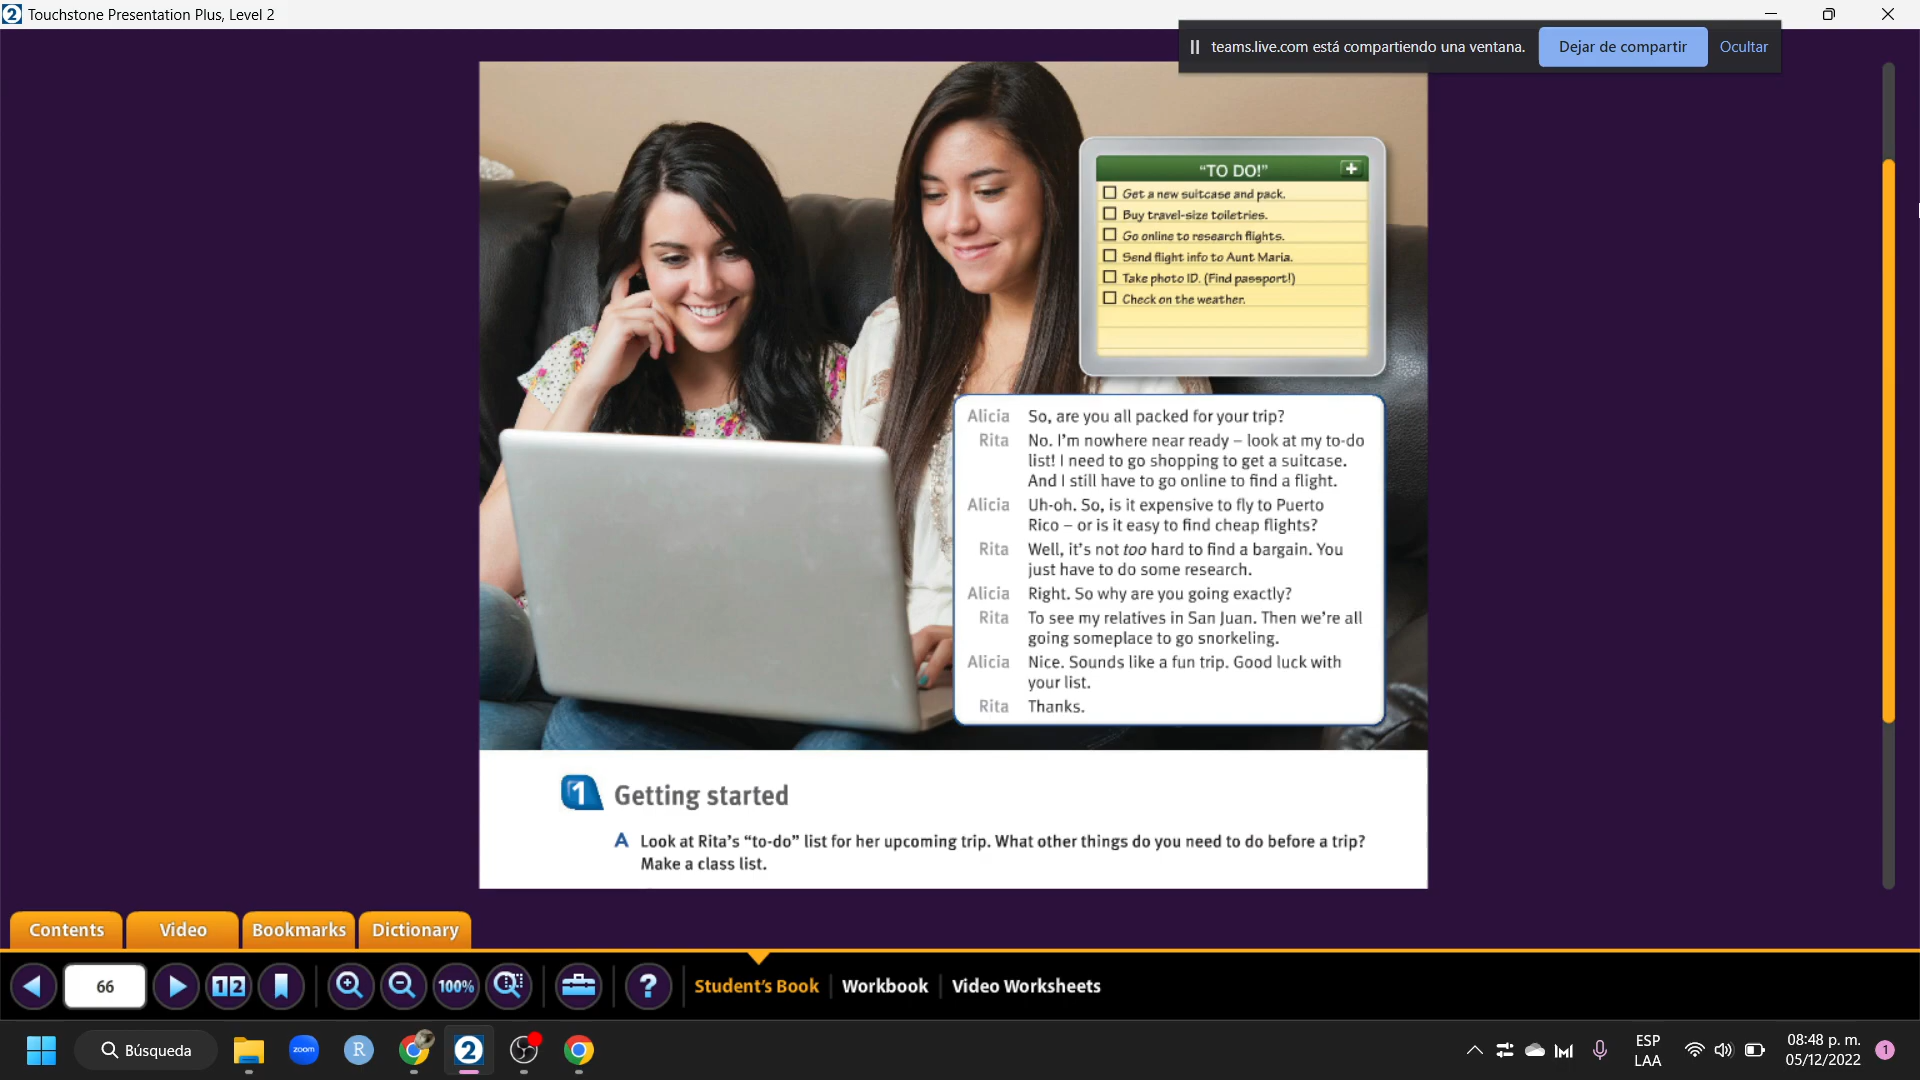 Touchstone Presentation Plus, Level 2
teams.live.com está compartiendo una ventana.
Dejar de compartir
Ocultar
"TO DO!"
Get a new suitcase and pack.
Buy travel-size toiletries.
Go online to research flights.
Send flight info to Aunt Maria.
Take photo ID. (Find passport!)
Check on the weather.
Alicia So, are you all packed for your trip?
Rita No. I'm nowhere near ready – look at my to-do
list! I need to go shopping to get a suitcase.
And I still have to go online to find a flight.
Alicia Uh-oh. So, is it expensive to fly to Puerto
Rico – or is it easy to find cheap flights?
Rita Well, it's not too hard to find a bargain. You
just have to do some research.
Alicia Right. So why are you going exactly?
Rita To see my relatives in San Juan. Then we're all
going someplace to go snorkeling.
Alicia Nice. Sounds like a fun trip. Good luck with
your list.
Rita Thanks.
1 Getting started
A Look at Rita's "to-do" list for her upcoming trip. What other things do you need to do before a trip?
Make a class list.
Contents
Video
Bookmarks
Dictionary
66
12
100%
?
Student's Book
Workbook
Video Worksheets
Búsqueda
zoom
R
2
ESP
LAA
08:48 p. m.
05/12/2022
1